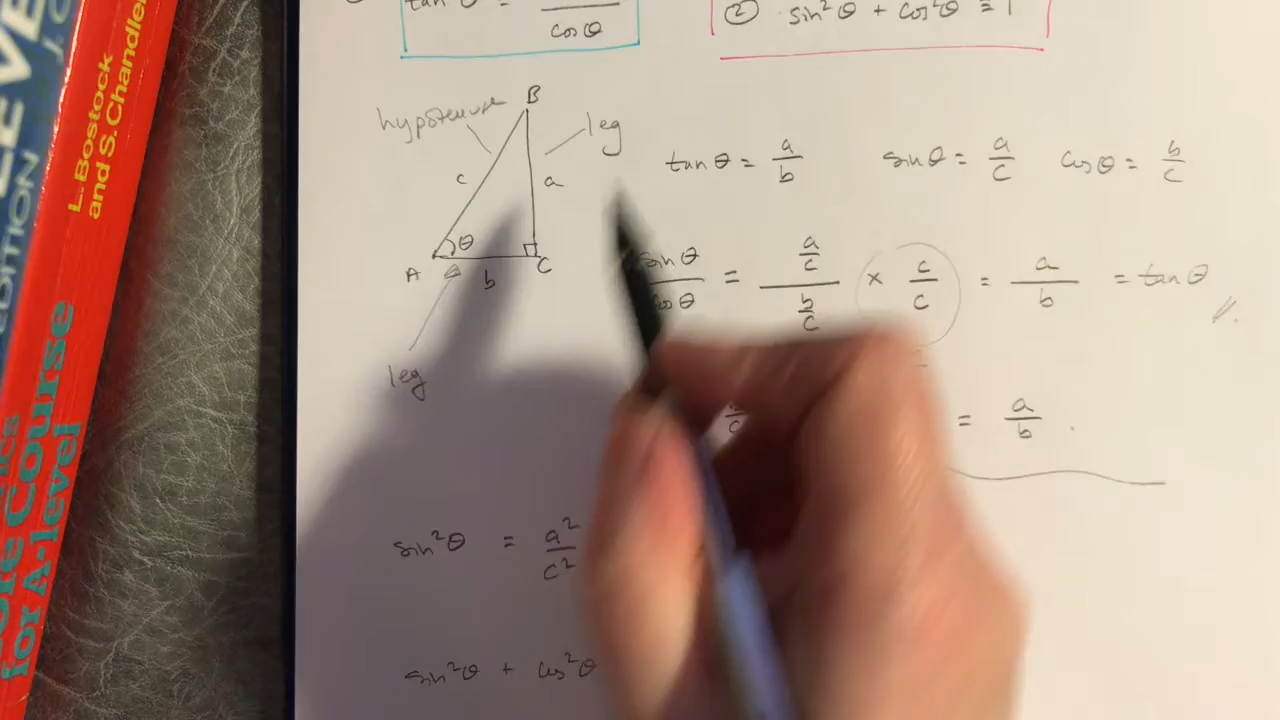 tan θ = / cos θ
② sin²θ + cos²θ = 1
B
hypotenuse
leg
c
a
θ
A
b
C
leg
tan θ = a/b sin θ = a/c cos θ = b/c
sin θ / cos θ = (a/c) / (b/c) × c/c = a/b = tan θ
= a/b .
sin²θ = a²/c²
sin²θ + cos²θ
EDITION
L. Bostock
and S. Chandler
Course
for A-level